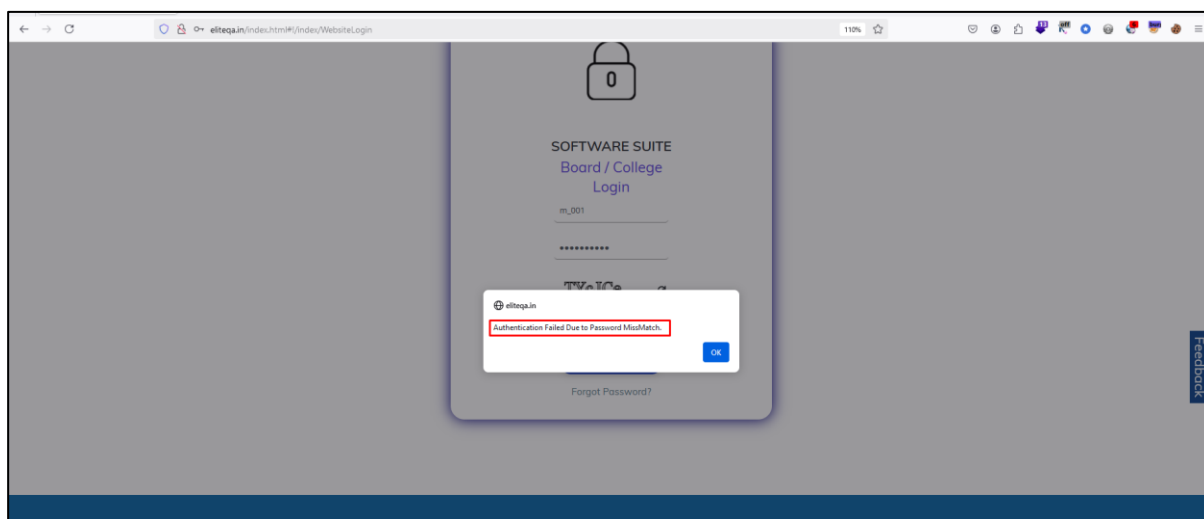 eliteqa.in/index.html#!/index/WebsiteLogin
110%
0
SOFTWARE SUITE
Board / College
Login
m_001
eliteqa.in
Authentication Failed Due to Password MissMatch.
OK
Forgot Password?
Feedback